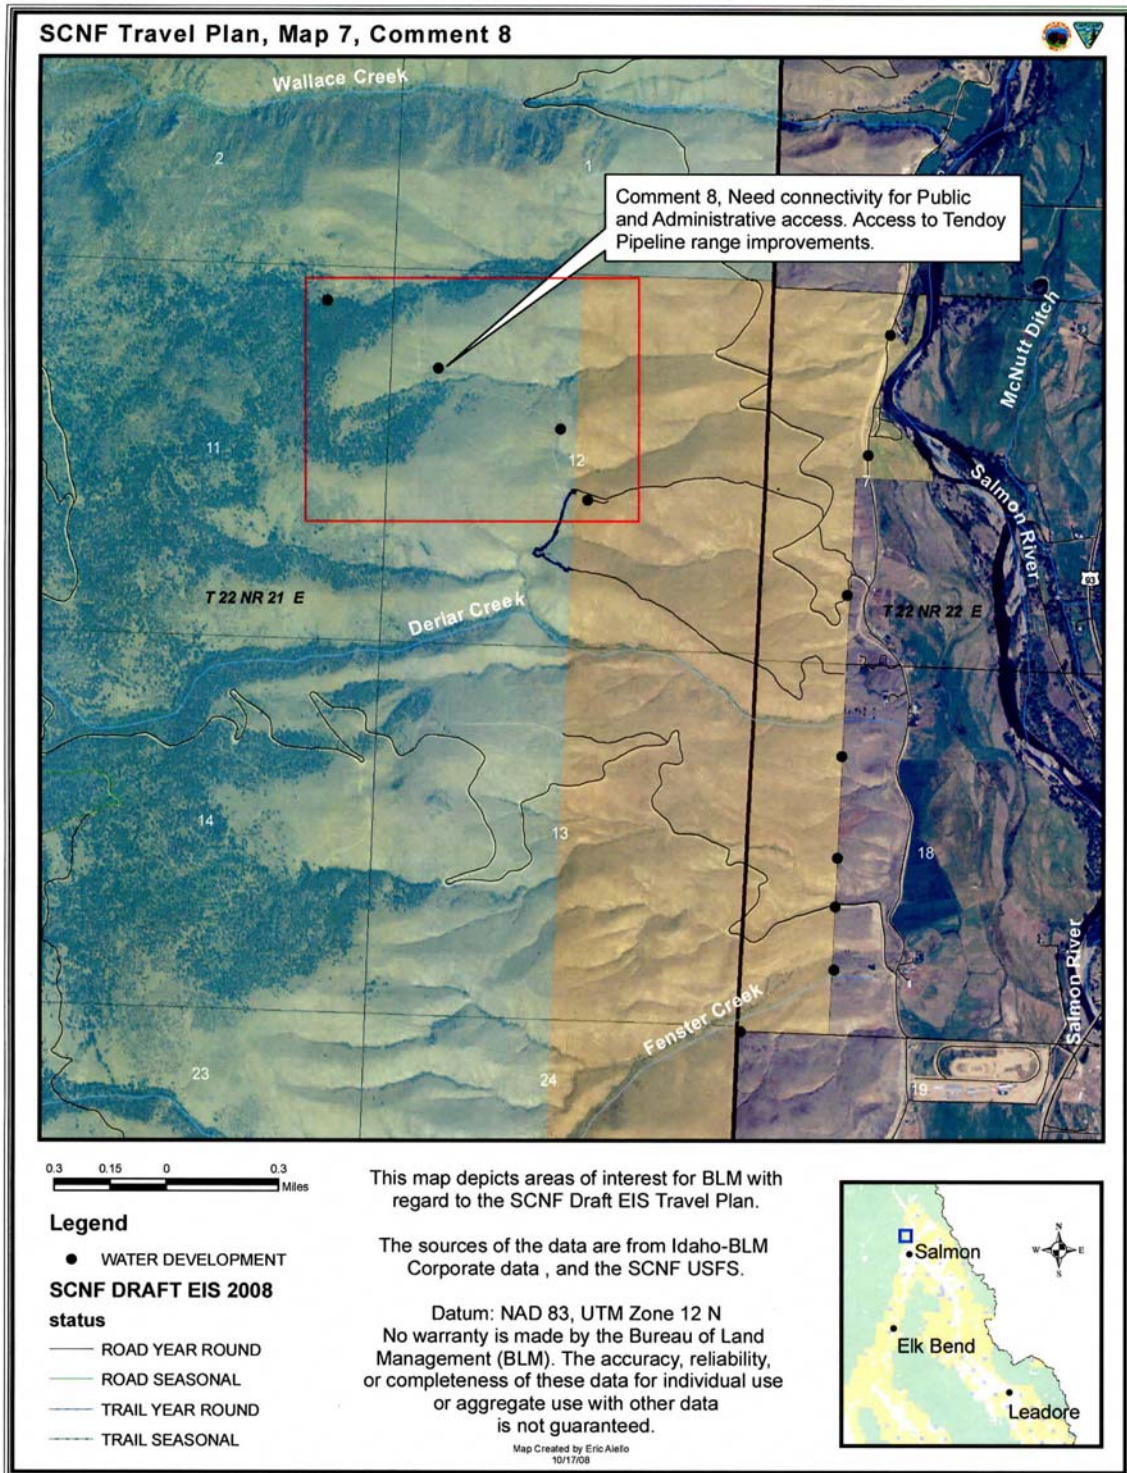 SCNF Travel Plan, Map 7, Comment 8
Wallace Creek
2
1
Comment 8, Need connectivity for Public
and Administrative access. Access to Tendoy
Pipeline range improvements.
McNutt Ditch
11
12
7
Salmon River
93
T 22 NR 21 E
Deriar Creek
T 22 NR 22 E
14
13
18
Salmon River
Fenster Creek
23
24
19
0.3 0.15 0 0.3
Miles
Legend
WATER DEVELOPMENT
SCNF DRAFT EIS 2008
status
ROAD YEAR ROUND
ROAD SEASONAL
TRAIL YEAR ROUND
TRAIL SEASONAL
This map depicts areas of interest for BLM with
regard to the SCNF Draft EIS Travel Plan.
The sources of the data are from Idaho-BLM
Corporate data , and the SCNF USFS.
Datum: NAD 83, UTM Zone 12 N
No warranty is made by the Bureau of Land
Management (BLM). The accuracy, reliability,
or completeness of these data for individual use
or aggregate use with other data
is not guaranteed.
Map Created by Eric Aiello
10/17/08
N
W E
S
Salmon
Elk Bend
Leadore